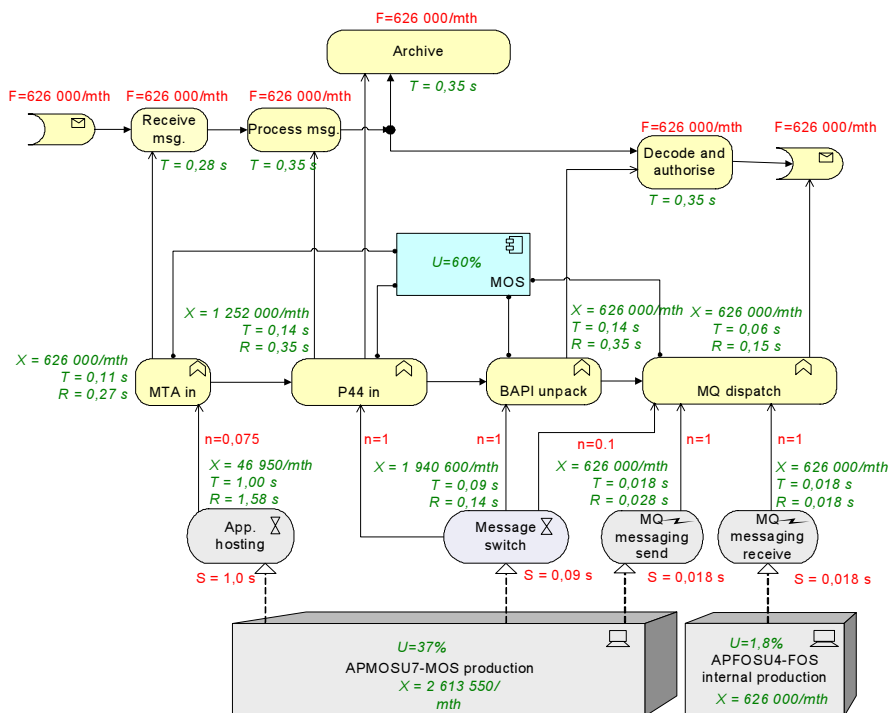 F=626 000/mth
Archive
T = 0,35 s
F=626 000/mth
F=626 000/mth
F=626 000/mth
Receive
msg.
Process msg.
T = 0,28 s
T = 0,35 s
F=626 000/mth
F=626 000/mth
Decode and
authorise
T = 0,35 s
U=60%
MOS
X = 626 000/mth
T = 0,11 s
R = 0,27 s
MTA in
X = 1 252 000/mth
T = 0,14 s
R = 0,35 s
P44 in
X = 626 000/mth
T = 0,14 s
R = 0,35 s
BAPI unpack
X = 626 000/mth
T = 0,06 s
R = 0,15 s
MQ dispatch
n=0,075
n=1
n=1
n=0.1
n=1
n=1
X = 46 950/mth
T = 1,00 s
R = 1,58 s
App.
hosting
S = 1,0 s
X = 1 940 600/mth
T = 0,09 s
R = 0,14 s
Message
switch
S = 0,09 s
X = 626 000/mth
T = 0,018 s
R = 0,028 s
MQ
messaging
send
S = 0,018 s
X = 626 000/mth
T = 0,018 s
R = 0,018 s
MQ
messaging
receive
S = 0,018 s
U=37%
APMOSU7-MOS production
X = 2 613 550/
mth
U=1,8%
APFOSU4-FOS
internal production
X = 626 000/mth